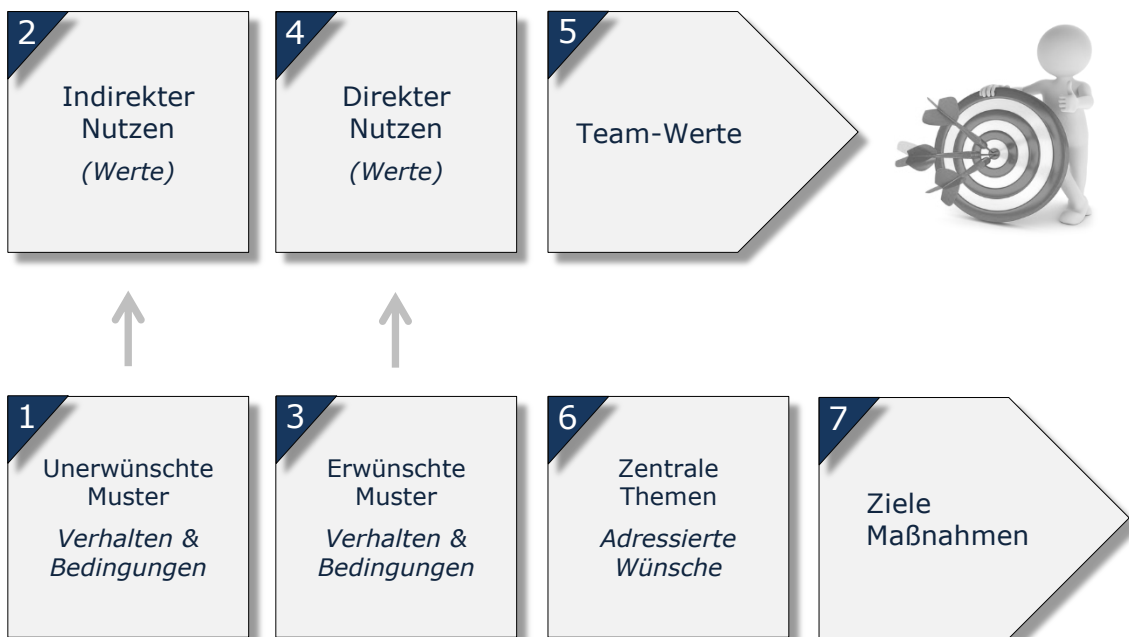 2
Indirekter
Nutzen
(Werte)
4
Direkter
Nutzen
(Werte)
5
Team-Werte
1
Unerwünschte
Muster
Verhalten &
Bedingungen
3
Erwünschte
Muster
Verhalten &
Bedingungen
6
Zentrale
Themen
Adressierte
Wünsche
7
Ziele
Maßnahmen